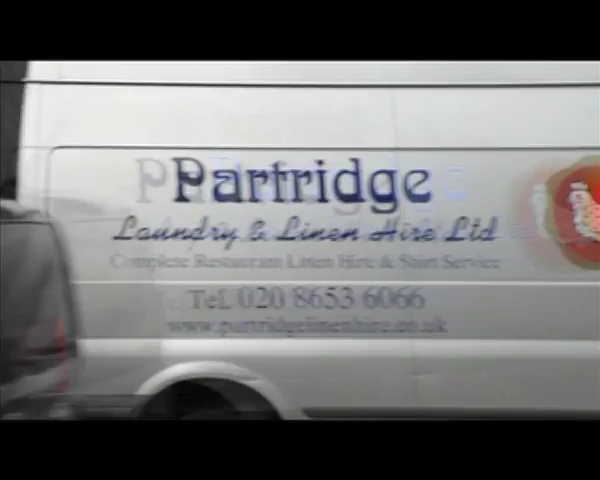 Partridge
Laundry & Linen Hire Ltd
Complete Restaurant Linen Hire & Shirt Service
Tel: 020 8653 6066
www.partridgelinenhire.co.uk